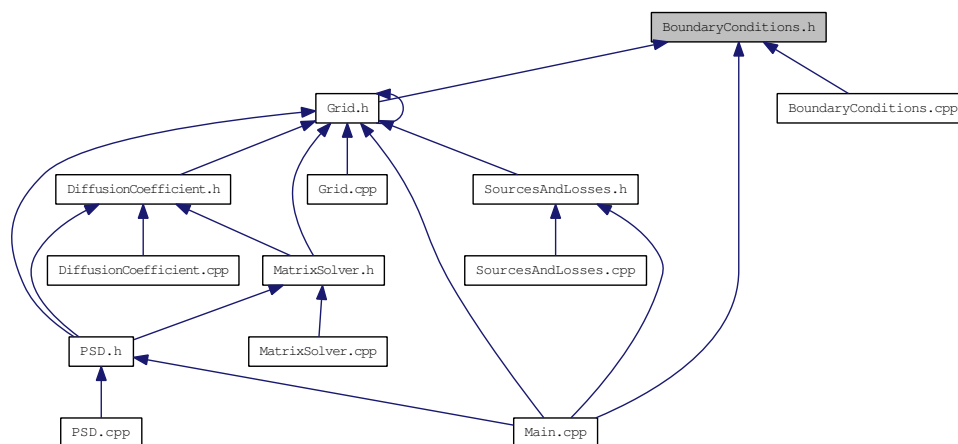 BoundaryConditions.h
Grid.h
BoundaryConditions.cpp
DiffusionCoefficient.h
Grid.cpp
SourcesAndLosses.h
DiffusionCoefficient.cpp
MatrixSolver.h
SourcesAndLosses.cpp
PSD.h
MatrixSolver.cpp
PSD.cpp
Main.cpp